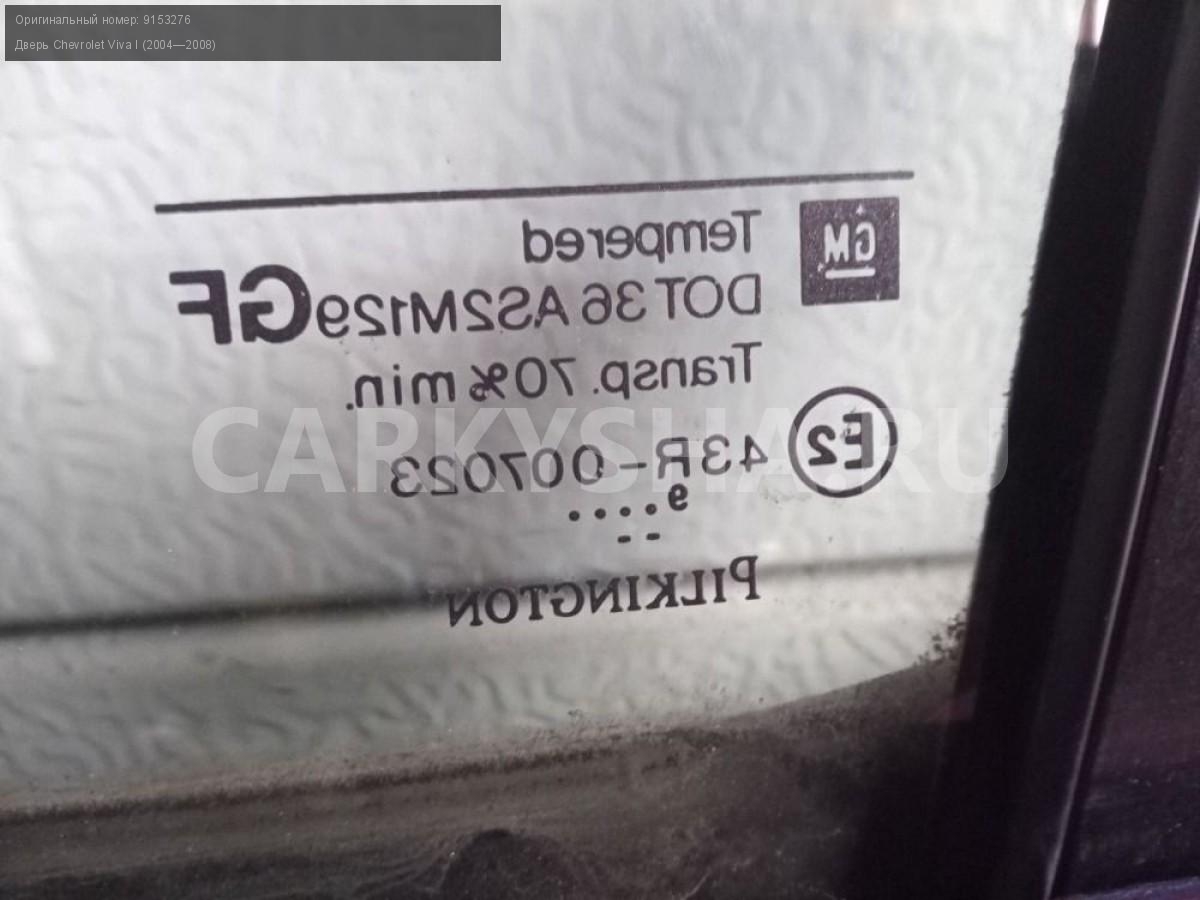 Оригинальный номер: 9153276
Дверь Chevrolet Viva I (2004—2008)
GM
Tempered
DOT 36 AS2M129 GF
Transp. 70% min.
E2 43R-007023
9
PILKINGTON
CARKYSHA.RU